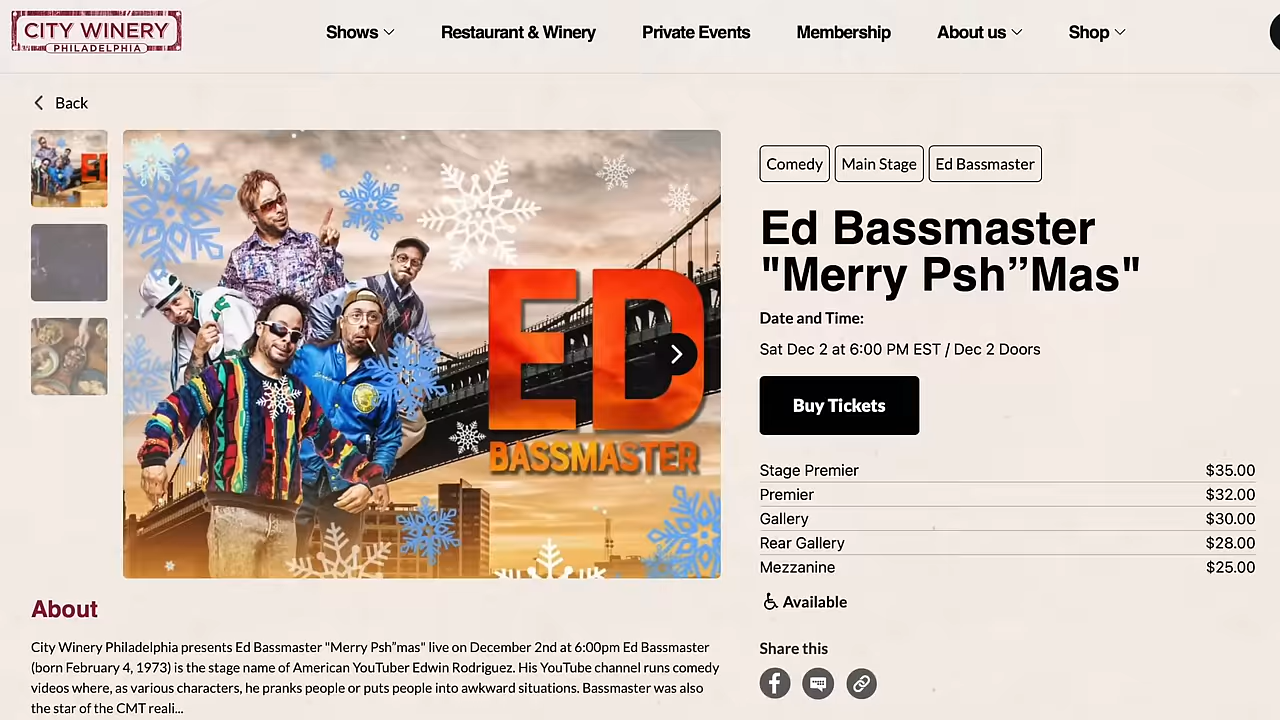 CITY WINERY
PHILADELPHIA
Shows
Restaurant & Winery
Private Events
Membership
About us
Shop
Back
ED
BASSMASTER
Comedy
Main Stage
Ed Bassmaster
Ed Bassmaster
"Merry Psh”Mas"
Date and Time:
Sat Dec 2 at 6:00 PM EST / Dec 2 Doors
Buy Tickets
Stage Premier $35.00
Premier $32.00
Gallery $30.00
Rear Gallery $28.00
Mezzanine $25.00
Available
Share this
About
City Winery Philadelphia presents Ed Bassmaster "Merry Psh”mas" live on December 2nd at 6:00pm Ed Bassmaster
(born February 4, 1973) is the stage name of American YouTuber Edwin Rodriguez. His YouTube channel runs comedy
videos where, as various characters, he pranks people or puts people into awkward situations. Bassmaster was also
the star of the CMT reali...